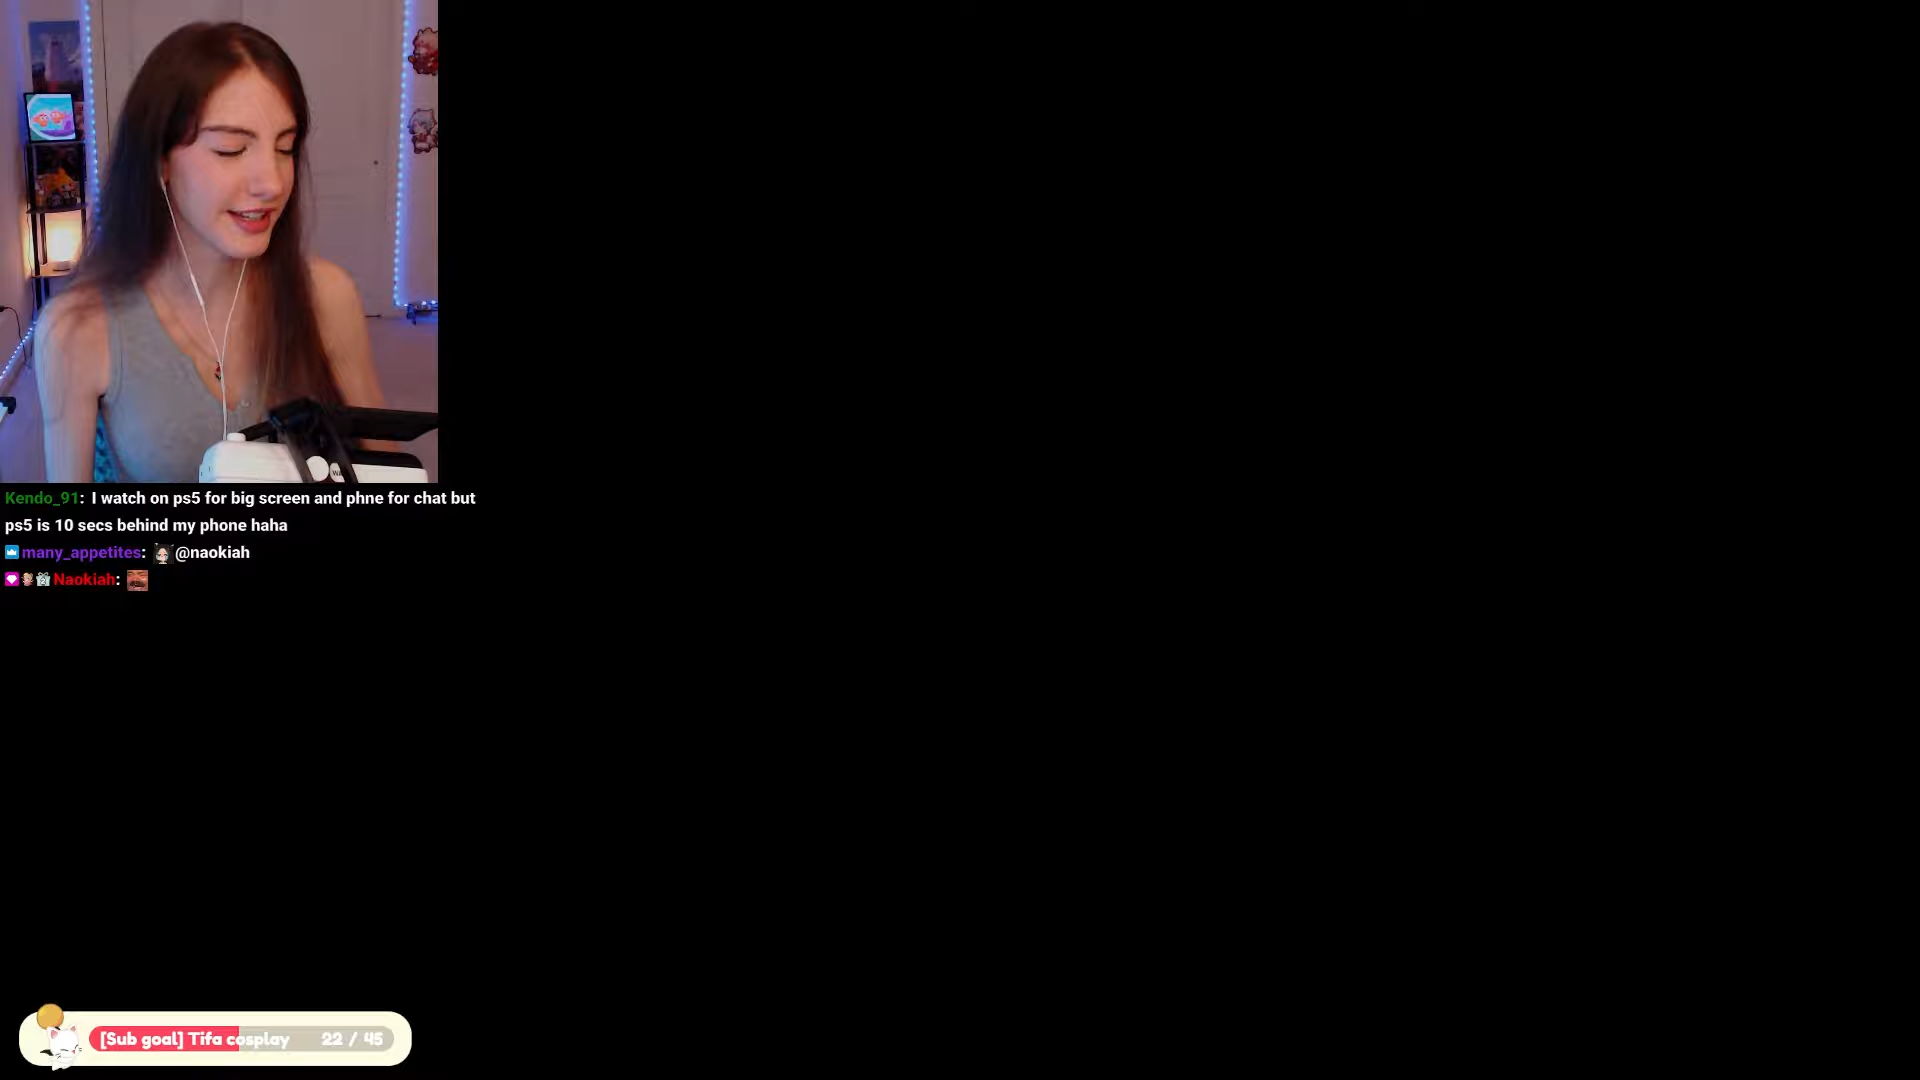 Kendo_91: I watch on ps5 for big screen and phne for chat but
ps5 is 10 secs behind my phone haha
many_appetites: @naokiah
Naokiah:
[Sub goal] Tifa cosplay 22 / 45